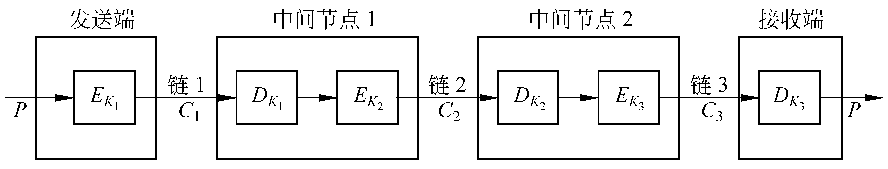 发送端 中间节点 1 中间节点 2 接收端
P E_{K_1} 链 1 C_1 D_{K_1} E_{K_2} 链 2 C_2 D_{K_2} E_{K_3} 链 3 C_3 D_{K_3} P